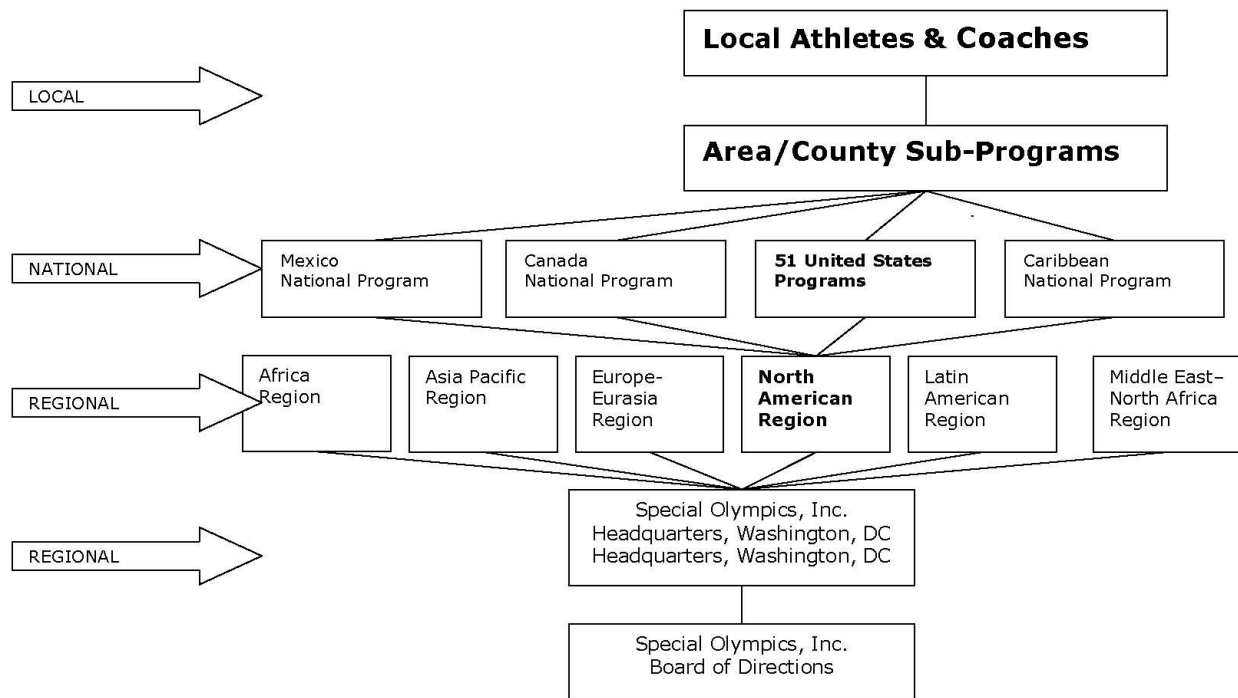 Local Athletes & Coaches
LOCAL
Area/County Sub-Programs
NATIONAL
Mexico
National Program
Canada
National Program
51 United States
Programs
Caribbean
National Program
REGIONAL
Africa
Region
Asia Pacific
Region
Europe-
Eurasia
Region
North
American
Region
Latin
American
Region
Middle East–
North Africa
Region
REGIONAL
Special Olympics, Inc.
Headquarters, Washington, DC
Headquarters, Washington, DC
Special Olympics, Inc.
Board of Directions